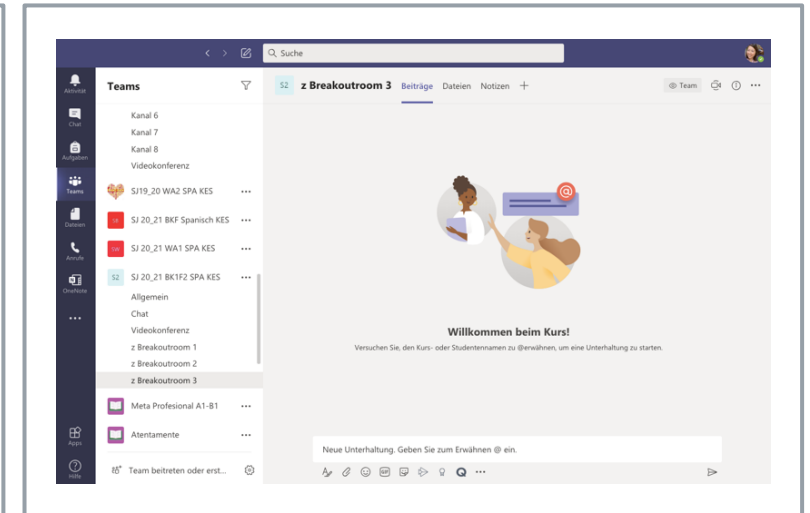 Suche
Aktivität
Chat
Aufgaben
Teams
Dateien
Anrufe
OneNote
Apps
Hilfe
Teams
Kanal 6
Kanal 7
Kanal 8
Videokonferenz
SJ19_20 WA2 SPA KES
SJ 20_21 BKF Spanisch KES
SW SJ 20_21 WA1 SPA KES
S2 SJ 20_21 BK1F2 SPA KES
Allgemein
Chat
Videokonferenz
z Breakoutroom 1
z Breakoutroom 2
z Breakoutroom 3
Meta Profesional A1-B1
Atentamente
Team beitreten oder erst...
S2 z Breakoutroom 3 Beiträge Dateien Notizen
Team
@
Willkommen beim Kurs!
Versuchen Sie, den Kurs- oder Studentennamen zu @erwähnen, um eine Unterhaltung zu starten.
Neue Unterhaltung. Geben Sie zum Erwähnen @ ein.
GIF